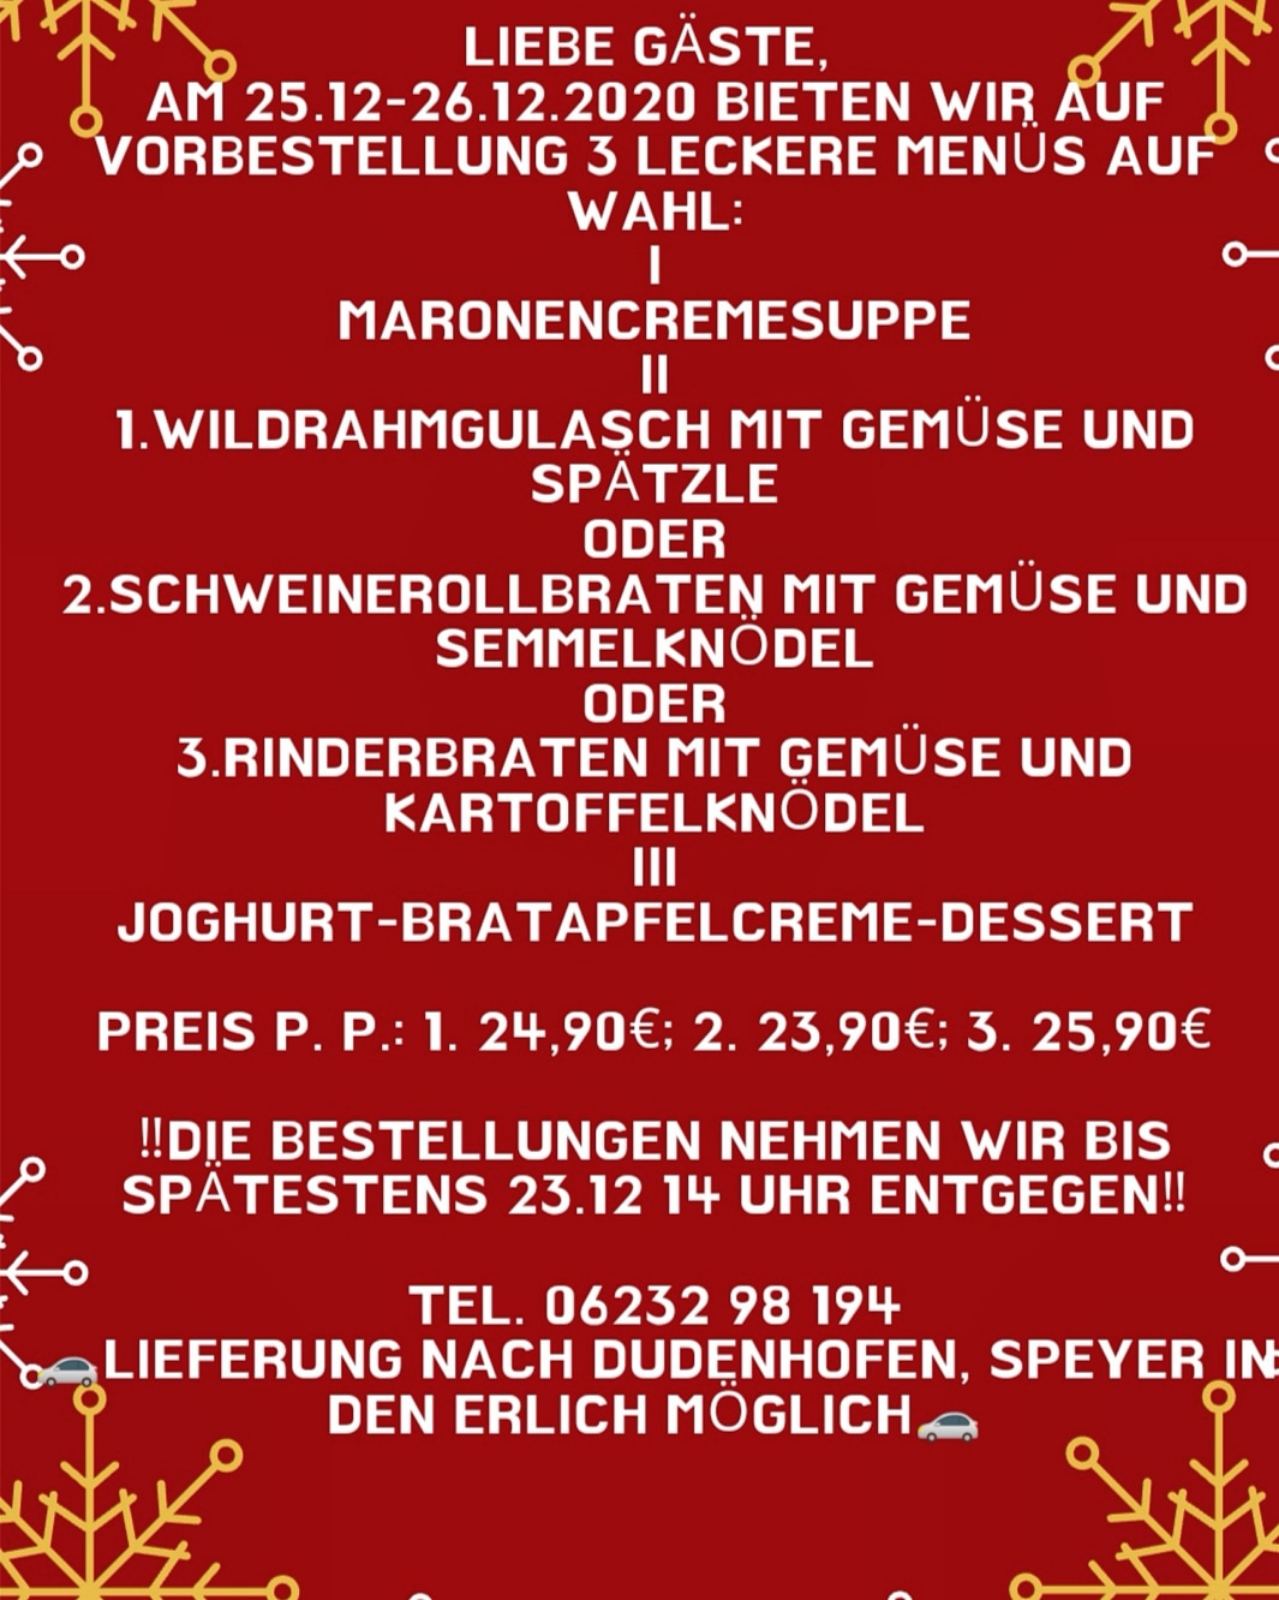 LIEBE GÄSTE,
AM 25.12-26.12.2020 BIETEN WIR AUF
VORBESTELLUNG 3 LECKERE MENÜS AUF
WAHL:
I
MARONENCREMESUPPE
II
1.WILDRAHMGULASCH MIT GEMÜSE UND
SPÄTZLE
ODER
2.SCHWEINEROLLBRATEN MIT GEMÜSE UND
SEMMELKNÖDEL
ODER
3.RINDERBRATEN MIT GEMÜSE UND
KARTOFFELKNÖDEL
III
JOGHURT-BRATAPFELCREME-DESSERT
PREIS P. P.: 1. 24,90€; 2. 23,90€; 3. 25,90€
‼DIE BESTELLUNGEN NEHMEN WIR BIS
SPÄTESTENS 23.12 14 UHR ENTGEGEN‼
TEL. 06232 98 194
🚗LIEFERUNG NACH DUDENHOFEN, SPEYER IN
DEN ERLICH MÖGLICH🚗